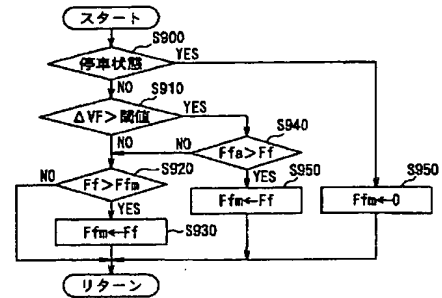 スタート
S900
停車状態
YES
NO
S910
ΔVF>閾値
YES
NO
S940
NO
Ffa>Ff
S920
NO
Ff>Ffm
YES
S950
S950
YES
Ffm←Ff
Ffm←0
Ffm←Ff
S930
リターン